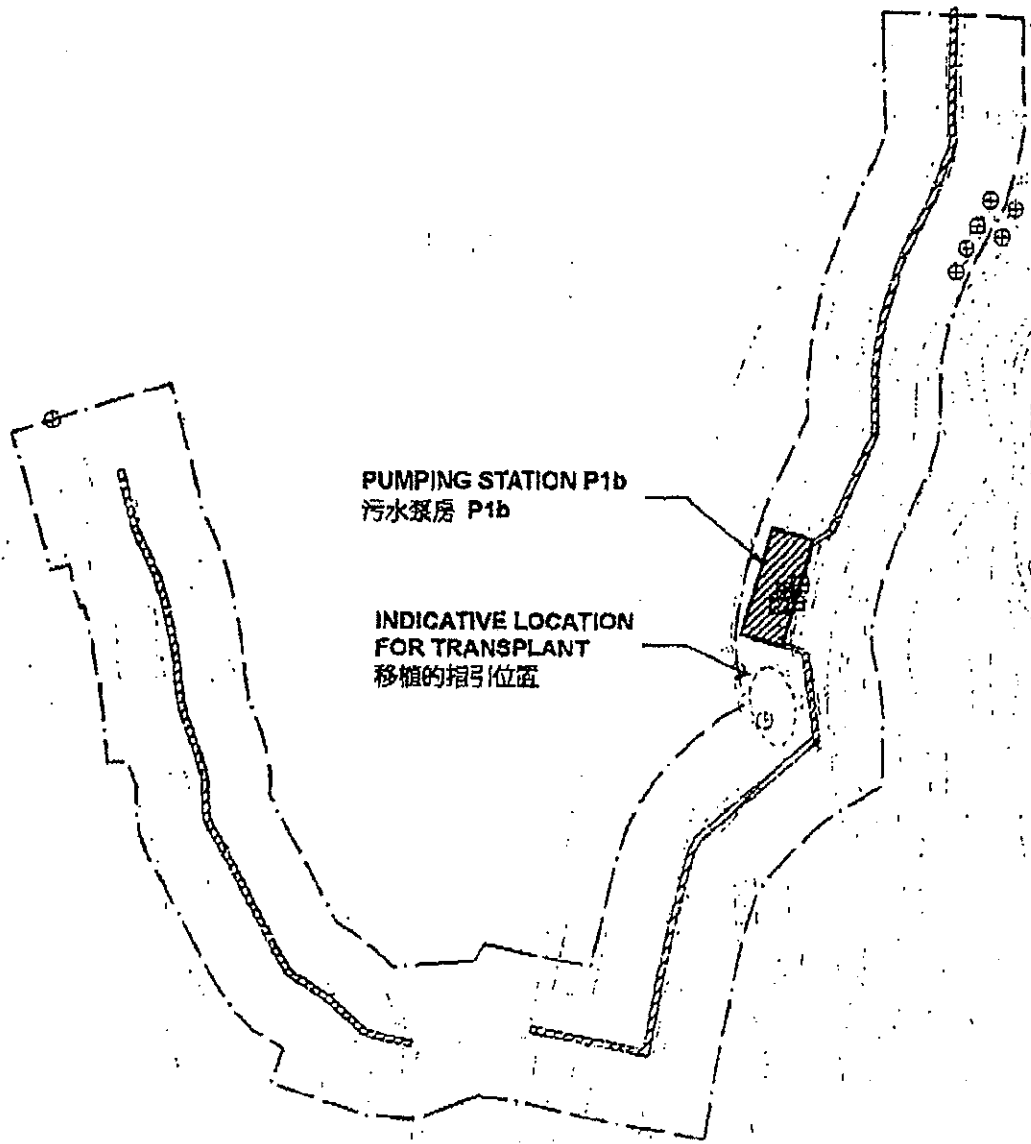 PUMPING STATION P1b
污水泵房 P1b
INDICATIVE LOCATION
FOR TRANSPLANT
移植的指引位置